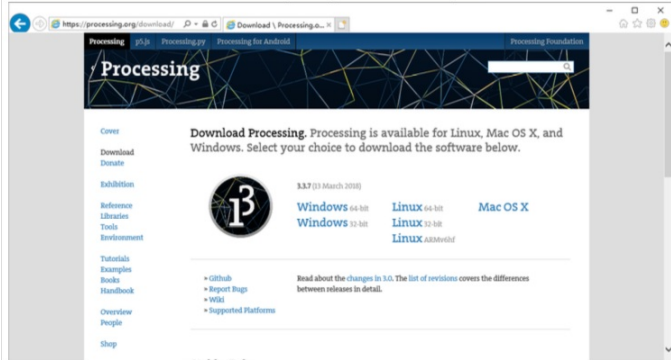 https://processing.org/download/
Download \ Processing.o...
Processing p5.js Processing.py Processing for Android Processing Foundation
Processing
Cover
Download
Donate
Exhibition
Reference
Libraries
Tools
Environment
Tutorials
Examples
Books
Handbook
Overview
People
Shop
Download Processing. Processing is available for Linux, Mac OS X, and
Windows. Select your choice to download the software below.
3
3.3.7 (13 March 2018)
Windows 64-bit Linux 64-bit Mac OS X
Windows 32-bit Linux 32-bit
Linux ARMv6hf
» Github
» Report Bugs
» Wiki
» Supported Platforms
Read about the changes in 3.0. The list of revisions covers the differences
between releases in detail.